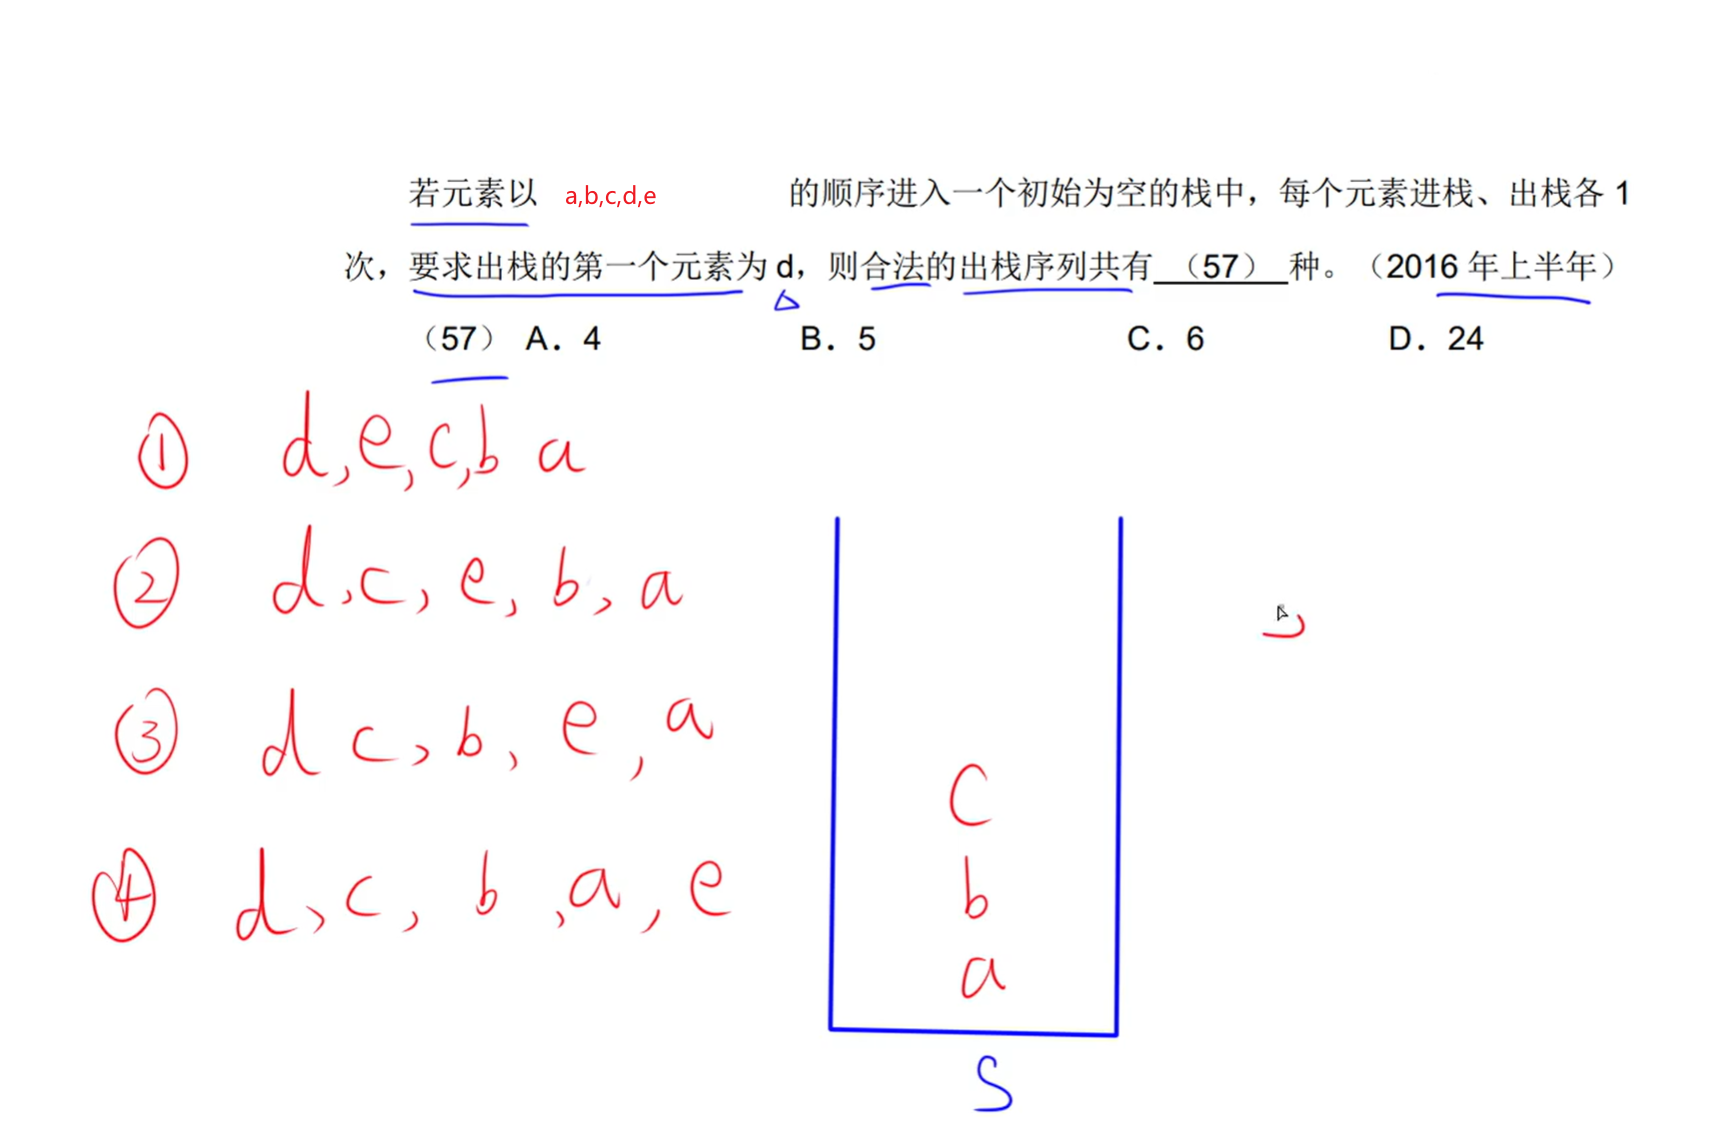 若元素以 a,b,c,d,e 的顺序进入一个初始为空的栈中，每个元素进栈、出栈各 1
次，要求出栈的第一个元素为 d，则合法的出栈序列共有（57）种。（2016 年上半年）
（57） A．4 B．5 C．6 D．24
① d,e,c,b a
② d,c,e,b,a
③ d c,b,e,a
④ d,c,b,a,e
c
b
a
S